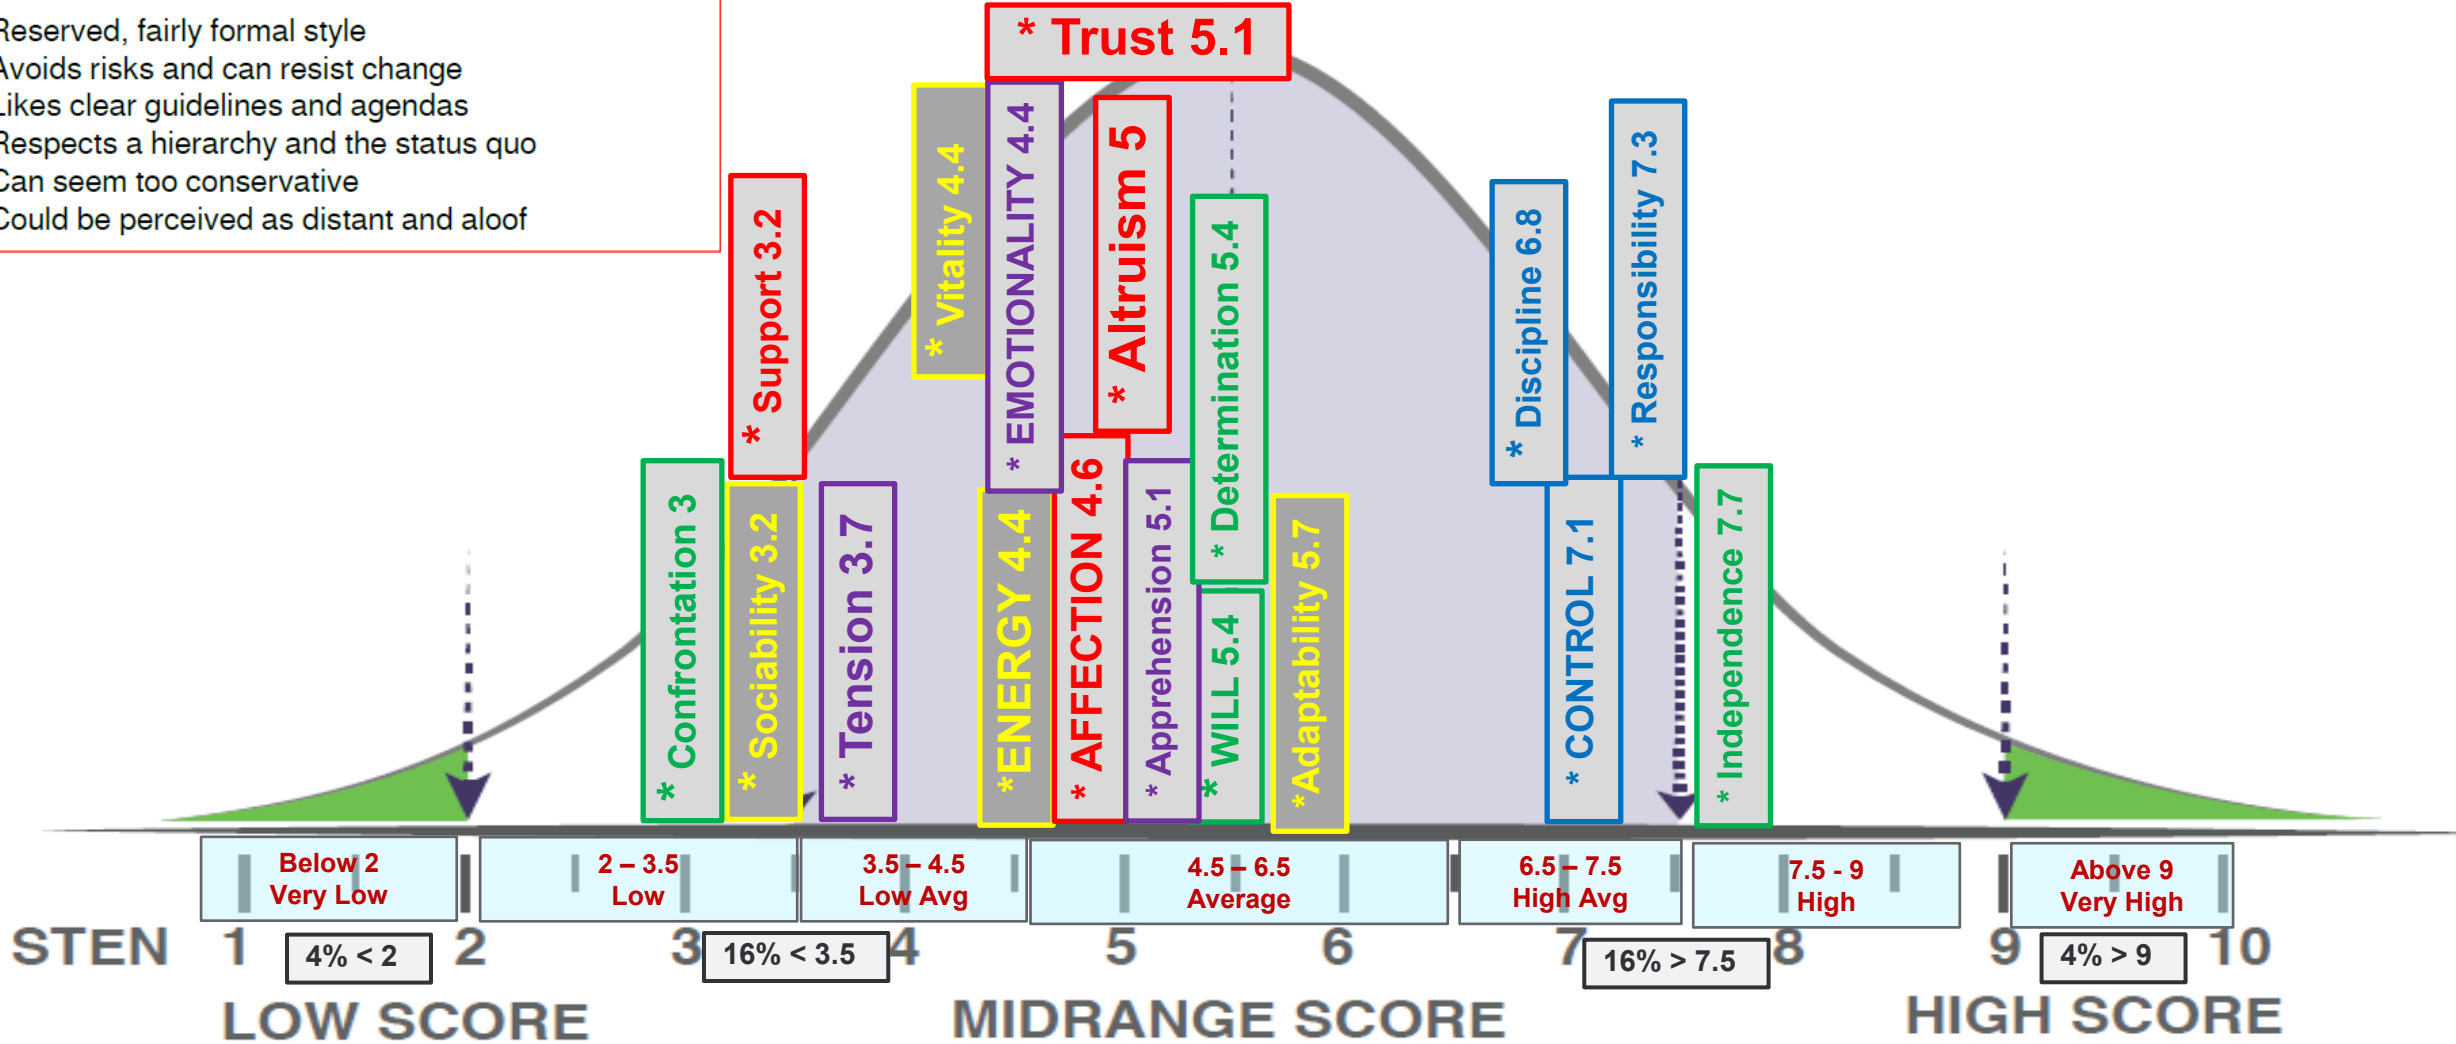 Reserved, fairly formal style
Avoids risks and can resist change
Likes clear guidelines and agendas
Respects a hierarchy and the status quo
Can seem too conservative
Could be perceived as distant and aloof
* Trust 5.1
* Confrontation 3
* Support 3.2
* Sociability 3.2
* Tension 3.7
* Vitality 4.4
* EMOTIONALITY 4.4
*ENERGY 4.4
* AFFECTION 4.6
* Altruism 5
* Apprehension 5.1
* Determination 5.4
* WILL 5.4
*Adaptability 5.7
* Discipline 6.8
* CONTROL 7.1
* Responsibility 7.3
* Independence 7.7
Below 2
Very Low
2 – 3.5
Low
3.5 – 4.5
Low Avg
4.5 – 6.5
Average
6.5 – 7.5
High Avg
7.5 - 9
High
Above 9
Very High
STEN 1 2 3 4 5 6 7 8 9 10
4% < 2
16% < 3.5
16% > 7.5
4% > 9
LOW SCORE
MIDRANGE SCORE
HIGH SCORE